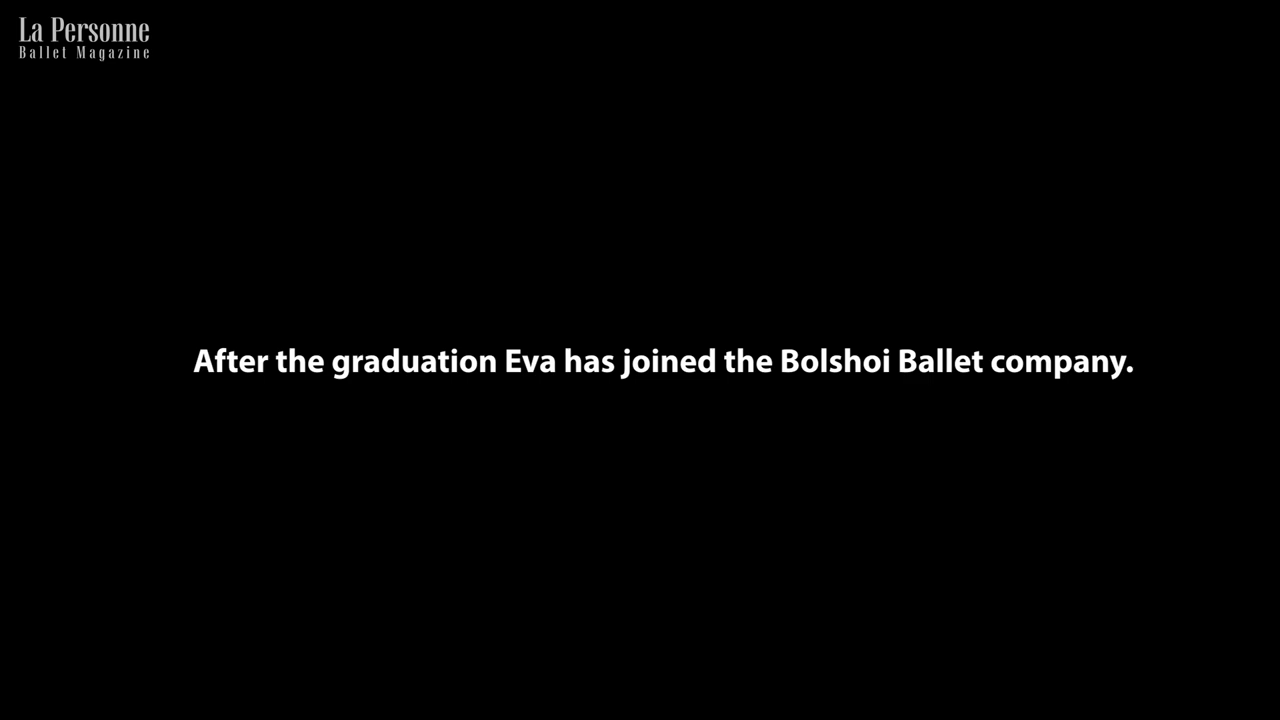 La Personne
Ballet Magazine
After the graduation Eva has joined the Bolshoi Ballet company.